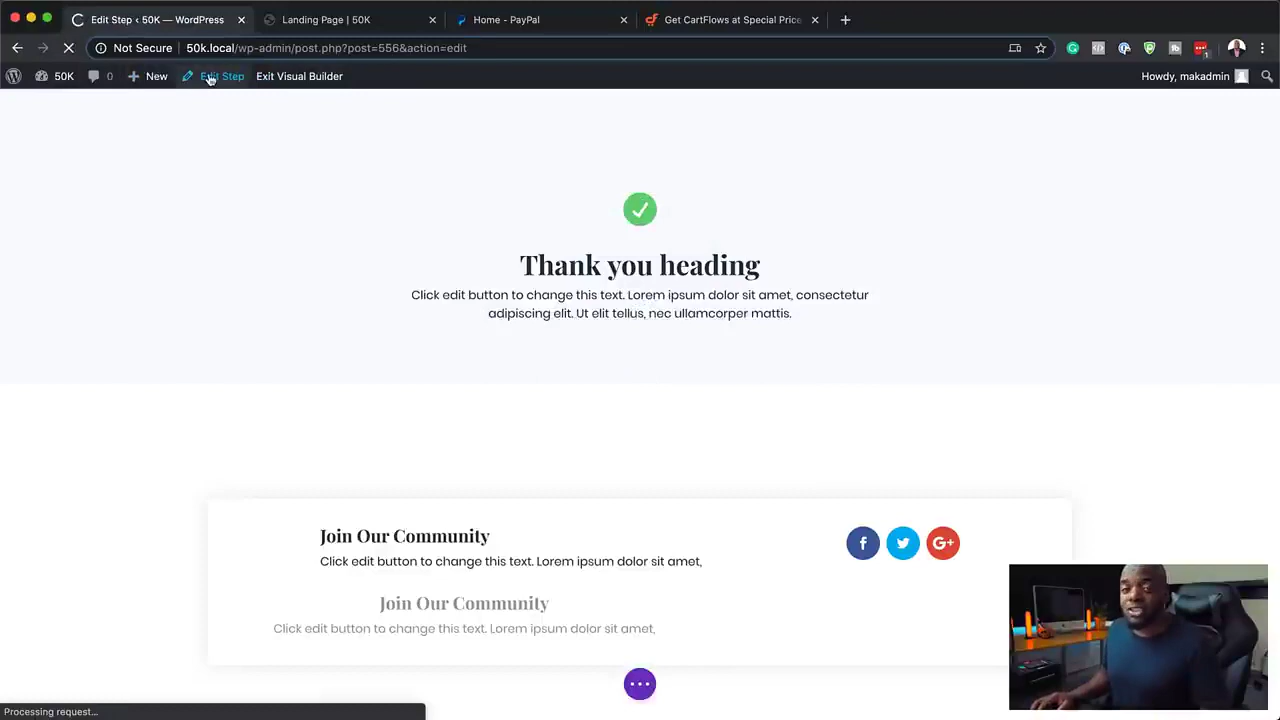 Edit Step ‹ 50K — WordPress
Landing Page | 50K
Home - PayPal
Get CartFlows at Special Price
Not Secure | 50k.local/wp-admin/post.php?post=556&action=edit
50K
0
New
Edit Step
Exit Visual Builder
Howdy, makadmin
Thank you heading
Click edit button to change this text. Lorem ipsum dolor sit amet, consectetur
adipiscing elit. Ut elit tellus, nec ullamcorper mattis.
Join Our Community
Click edit button to change this text. Lorem ipsum dolor sit amet,
G+
Join Our Community
Click edit button to change this text. Lorem ipsum dolor sit amet,
Processing request...